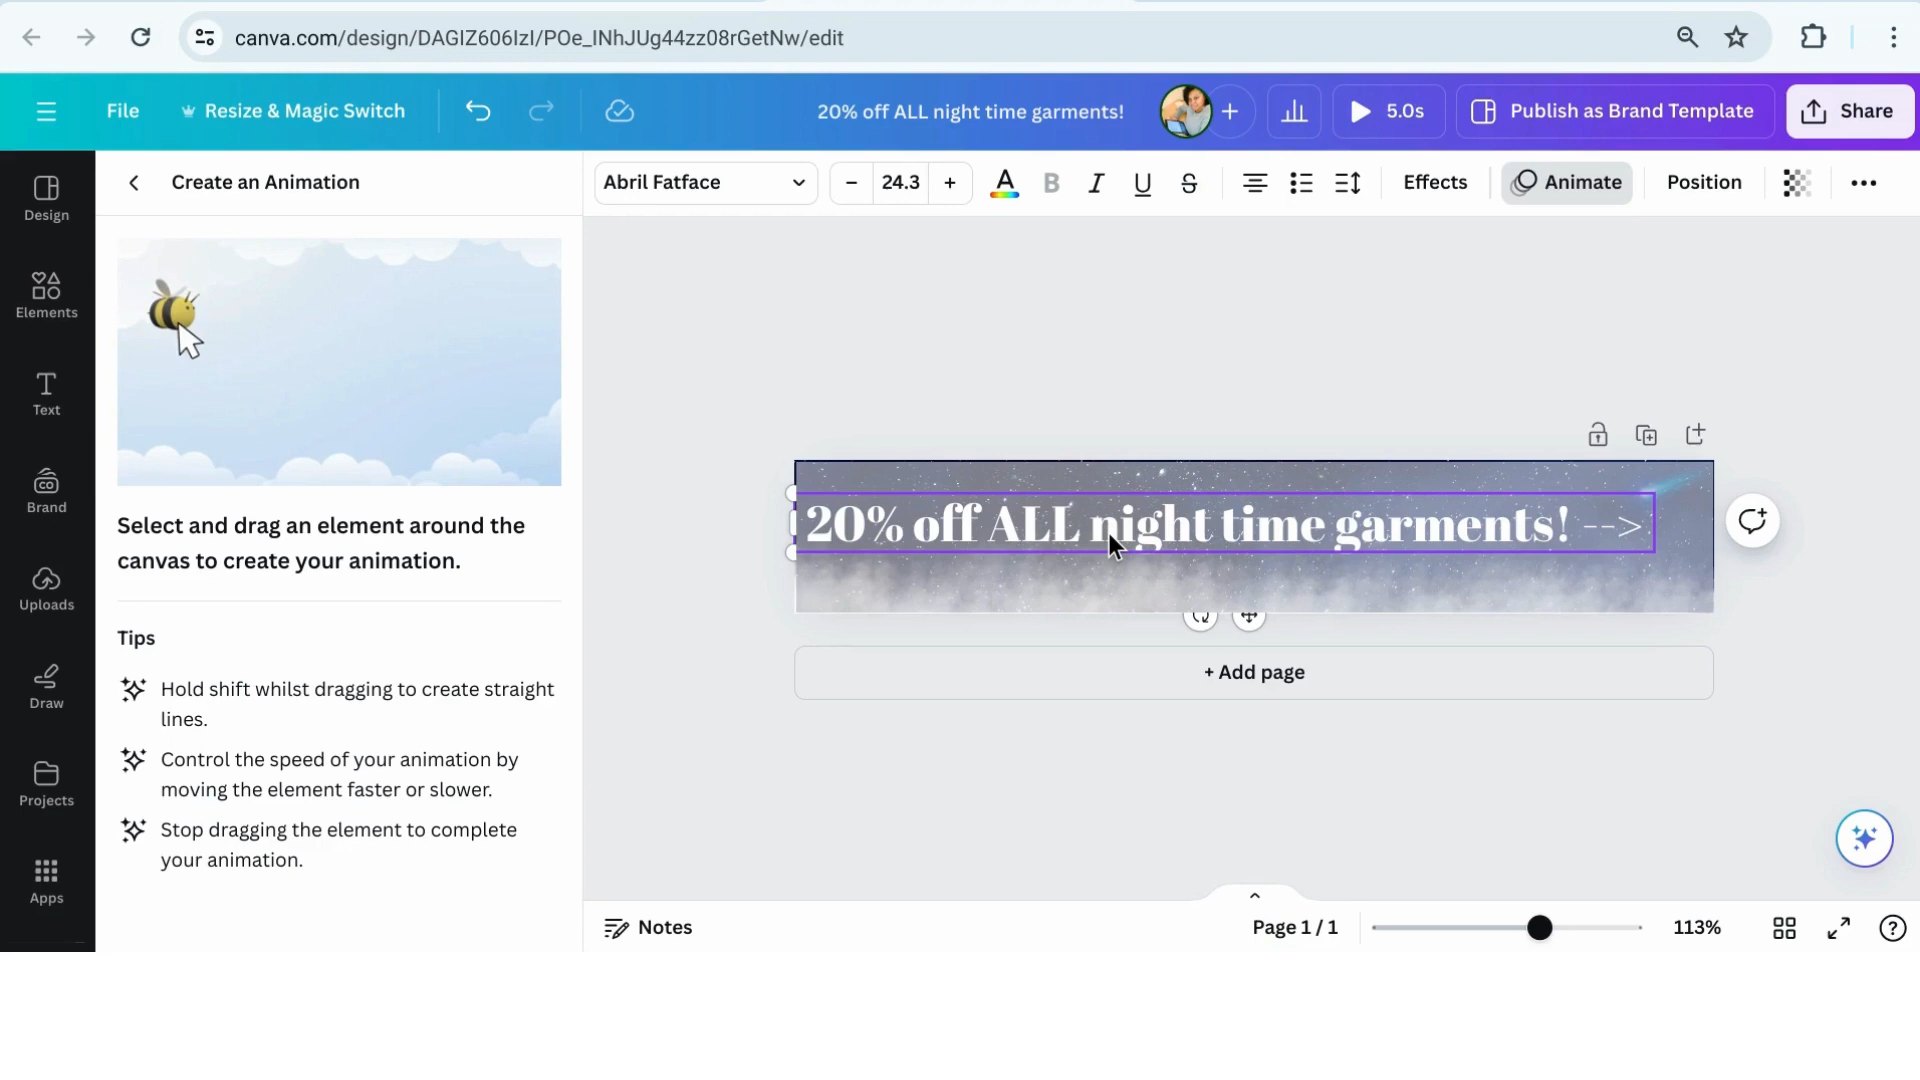 canva.com/design/DAGIZ606IzI/POe_INhJUg44zz08rGetNw/edit
File
Resize & Magic Switch
20% off ALL night time garments!
5.0s
Publish as Brand Template
Share
Create an Animation
Abril Fatface
24.3
Effects
Animate
Position
Design
Elements
Text
Brand
Uploads
Draw
Projects
Apps
Select and drag an element around the
canvas to create your animation.
Tips
Hold shift whilst dragging to create straight
lines.
Control the speed of your animation by
moving the element faster or slower.
Stop dragging the element to complete
your animation.
20% off ALL night time garments! -->
+ Add page
Notes
Page 1 / 1
113%